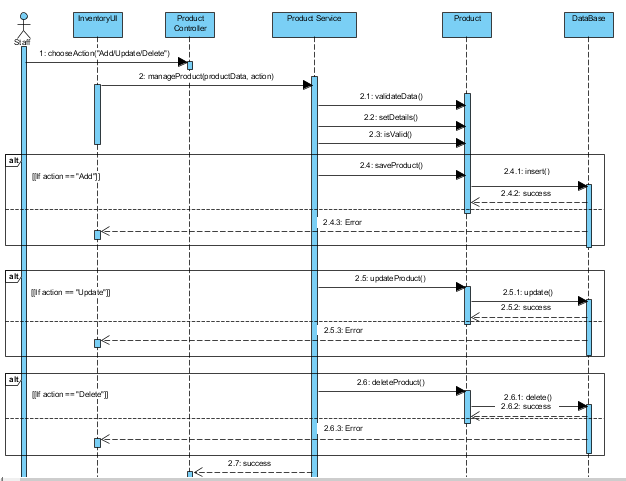 InventoryUI
Product
Controller
Product Service
Product
DataBase
Staff
1: chooseAction("Add/Update/Delete")
2: manageProduct(productData, action)
2.1: validateData()
2.2: setDetails()
2.3: isValid()
alt
[[If action == "Add"]]
2.4: saveProduct()
2.4.1: insert()
2.4.2: success
2.4.3: Error
alt
[[If action == "Update"]]
2.5: updateProduct()
2.5.1: update()
2.5.2: success
2.5.3: Error
alt
[[If action == "Delete"]]
2.6: deleteProduct()
2.6.1: delete()
2.6.2: success
2.6.3: Error
2.7: success